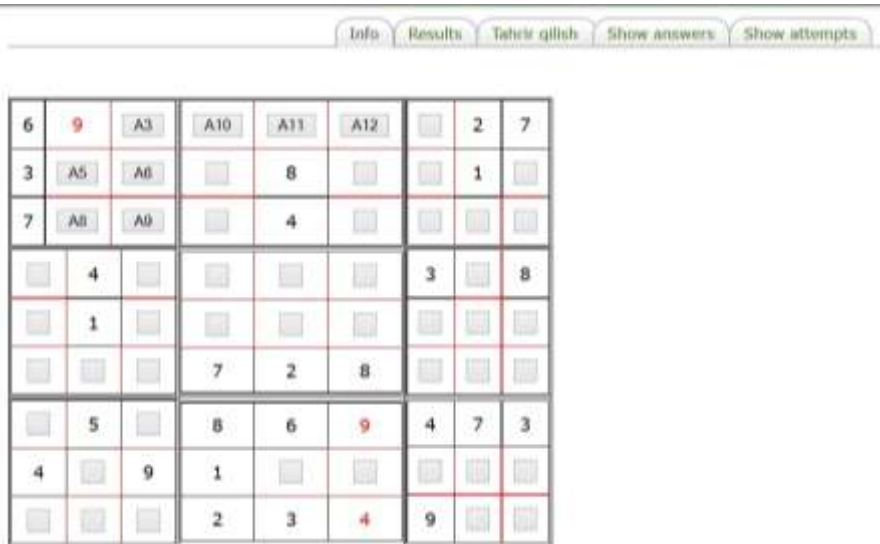 Info Results Tahrir qilish Show answers Show attempts
6 9 A3 A10 A11 A12 2 7
3 A5 A6 8 1
7 A8 A9 4
4 3 8
1
7 2 8
5 8 6 9 4 7 3
4 9 1
2 3 4 9